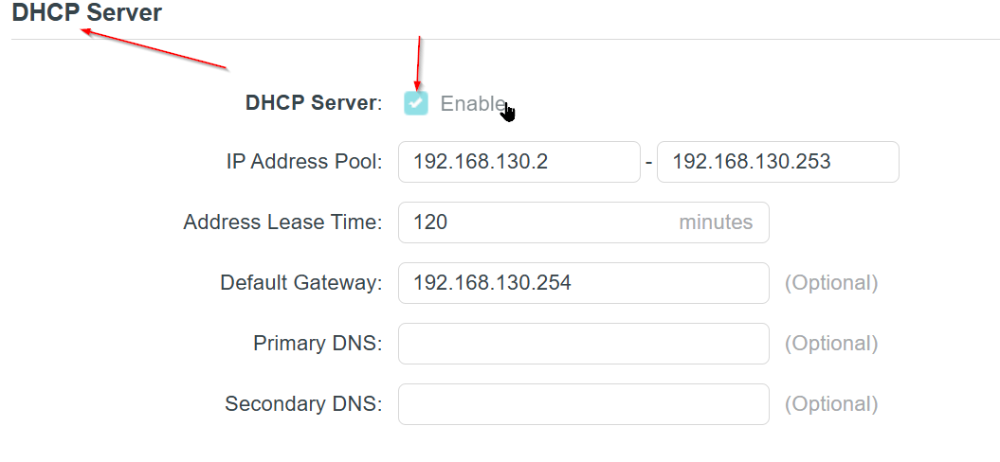 DHCP Server
DHCP Server: Enable
IP Address Pool: 192.168.130.2 - 192.168.130.253
Address Lease Time: 120 minutes
Default Gateway: 192.168.130.254 (Optional)
Primary DNS: (Optional)
Secondary DNS: (Optional)